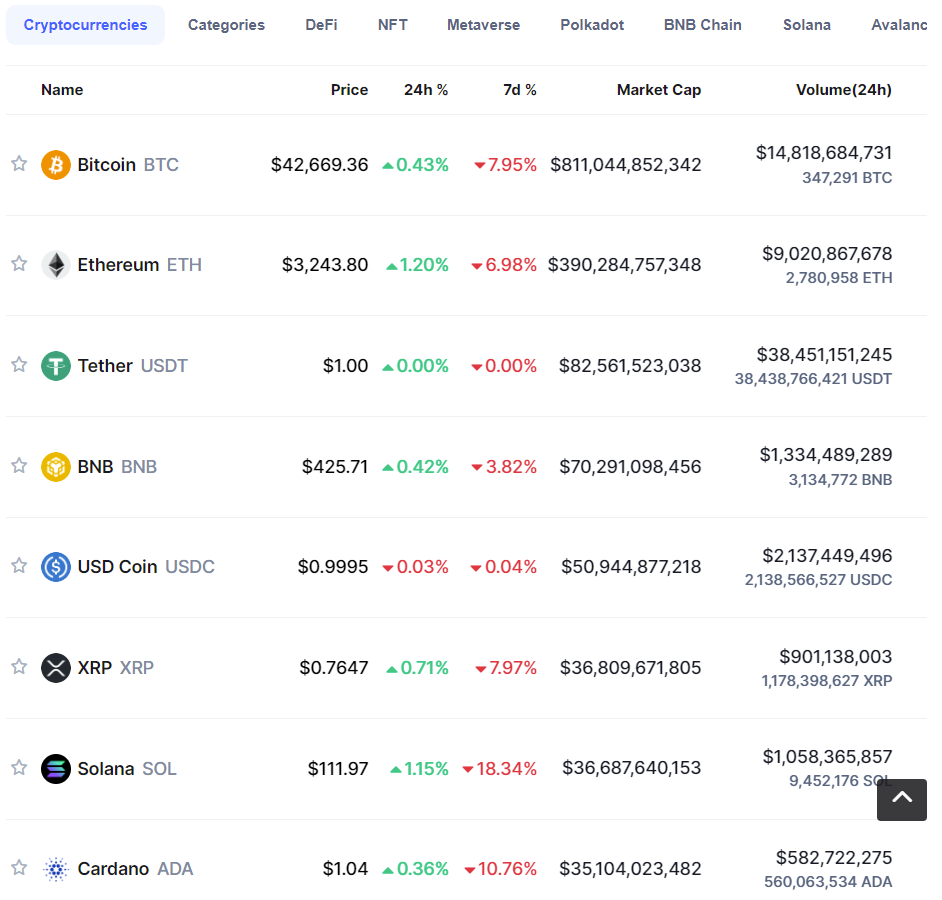 Cryptocurrencies Categories DeFi NFT Metaverse Polkadot BNB Chain Solana Avalanc
Name Price 24h % 7d % Market Cap Volume(24h)
Bitcoin BTC $42,669.36 0.43% 7.95% $811,044,852,342 $14,818,684,731
347,291 BTC
Ethereum ETH $3,243.80 1.20% 6.98% $390,284,757,348 $9,020,867,678
2,780,958 ETH
Tether USDT $1.00 0.00% 0.00% $82,561,523,038 $38,451,151,245
38,438,766,421 USDT
BNB BNB $425.71 0.42% 3.82% $70,291,098,456 $1,334,489,289
3,134,772 BNB
USD Coin USDC $0.9995 0.03% 0.04% $50,944,877,218 $2,137,449,496
2,138,566,527 USDC
XRP XRP $0.7647 0.71% 7.97% $36,809,671,805 $901,138,003
1,178,398,627 XRP
Solana SOL $111.97 1.15% 18.34% $36,687,640,153 $1,058,365,857
9,452,176 SOL
Cardano ADA $1.04 0.36% 10.76% $35,104,023,482 $582,722,275
560,063,534 ADA